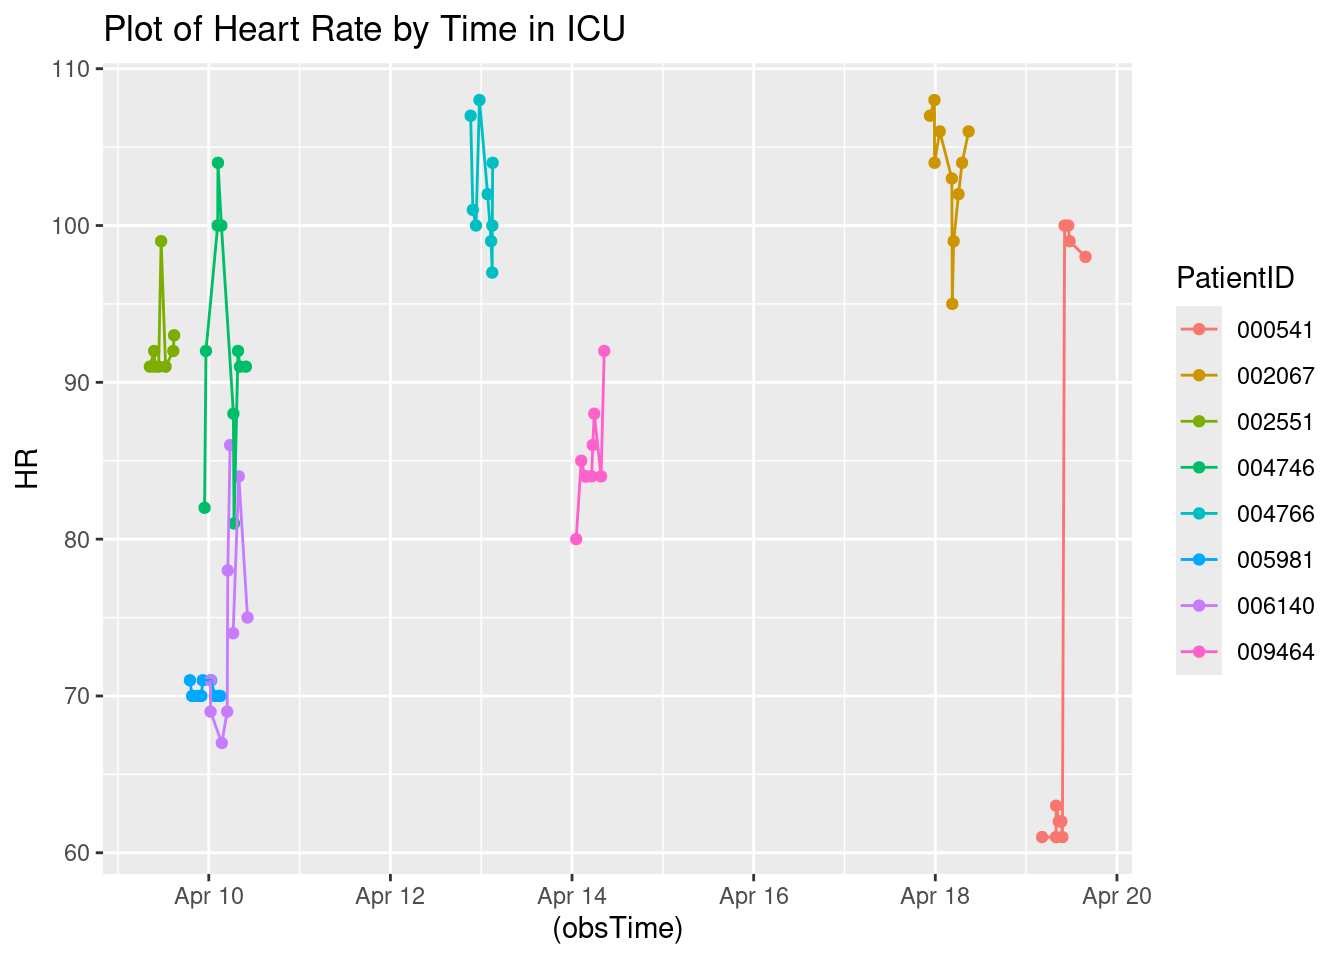 Plot of Heart Rate by Time in ICU
110
100
90
80
70
60
HR
Apr 10 Apr 12 Apr 14 Apr 16 Apr 18 Apr 20
(obsTime)
PatientID
000541
002067
002551
004746
004766
005981
006140
009464